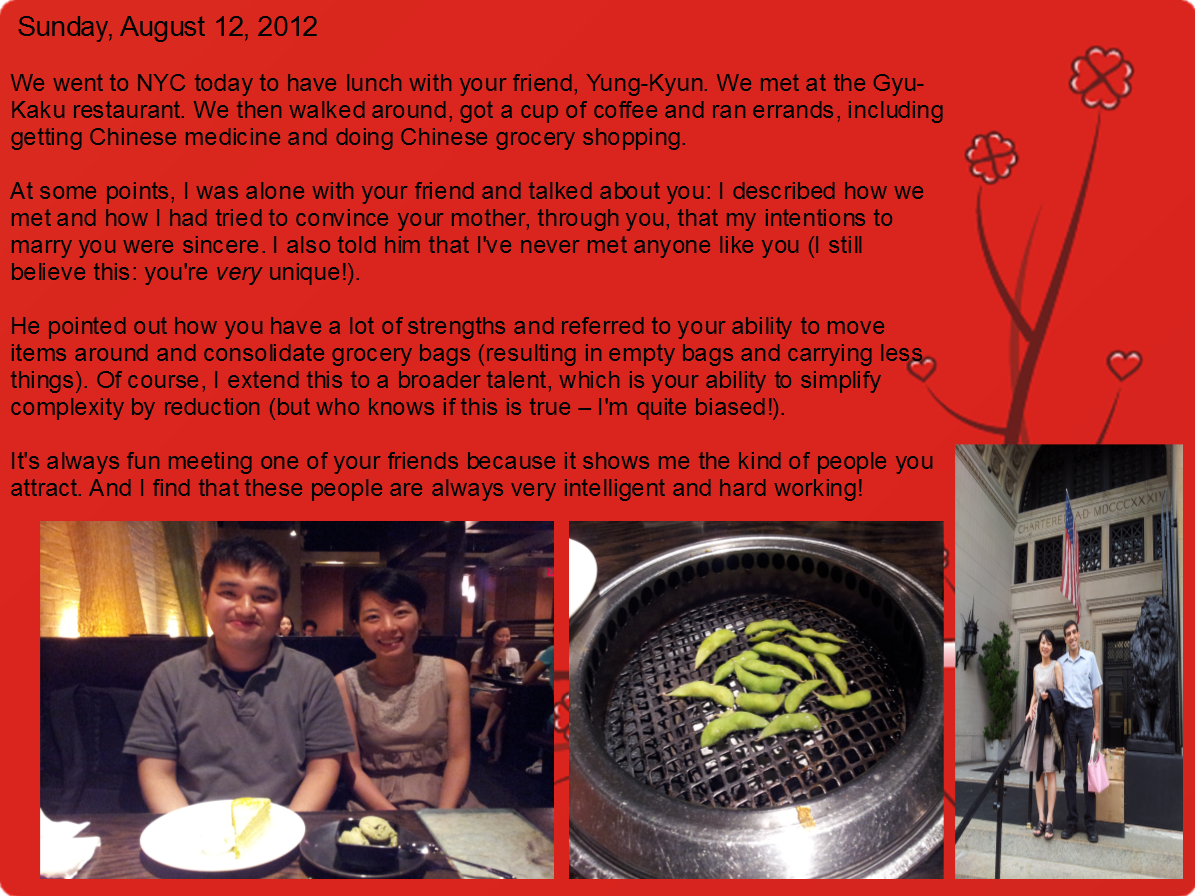 Sunday, August 12, 2012
We went to NYC today to have lunch with your friend, Yung-Kyun. We met at the Gyu-
Kaku restaurant. We then walked around, got a cup of coffee and ran errands, including
getting Chinese medicine and doing Chinese grocery shopping.
At some points, I was alone with your friend and talked about you: I described how we
met and how I had tried to convince your mother, through you, that my intentions to
marry you were sincere. I also told him that I've never met anyone like you (I still
believe this: you're very unique!).
He pointed out how you have a lot of strengths and referred to your ability to move
items around and consolidate grocery bags (resulting in empty bags and carrying less
things). Of course, I extend this to a broader talent, which is your ability to simplify
complexity by reduction (but who knows if this is true – I'm quite biased!).
It's always fun meeting one of your friends because it shows me the kind of people you
attract. And I find that these people are always very intelligent and hard working!
CHARTERED AD MDCCCXXXIV